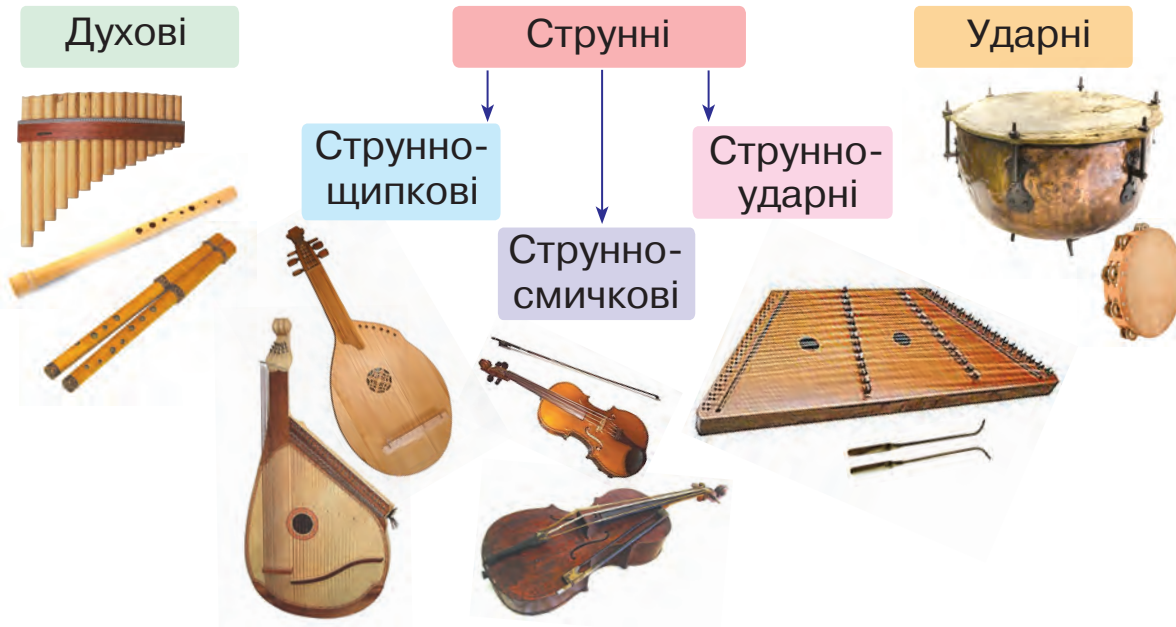 Духові
Струнні
Ударні
Струнно-
щипкові
Струнно-
смичкові
Струнно-
ударні